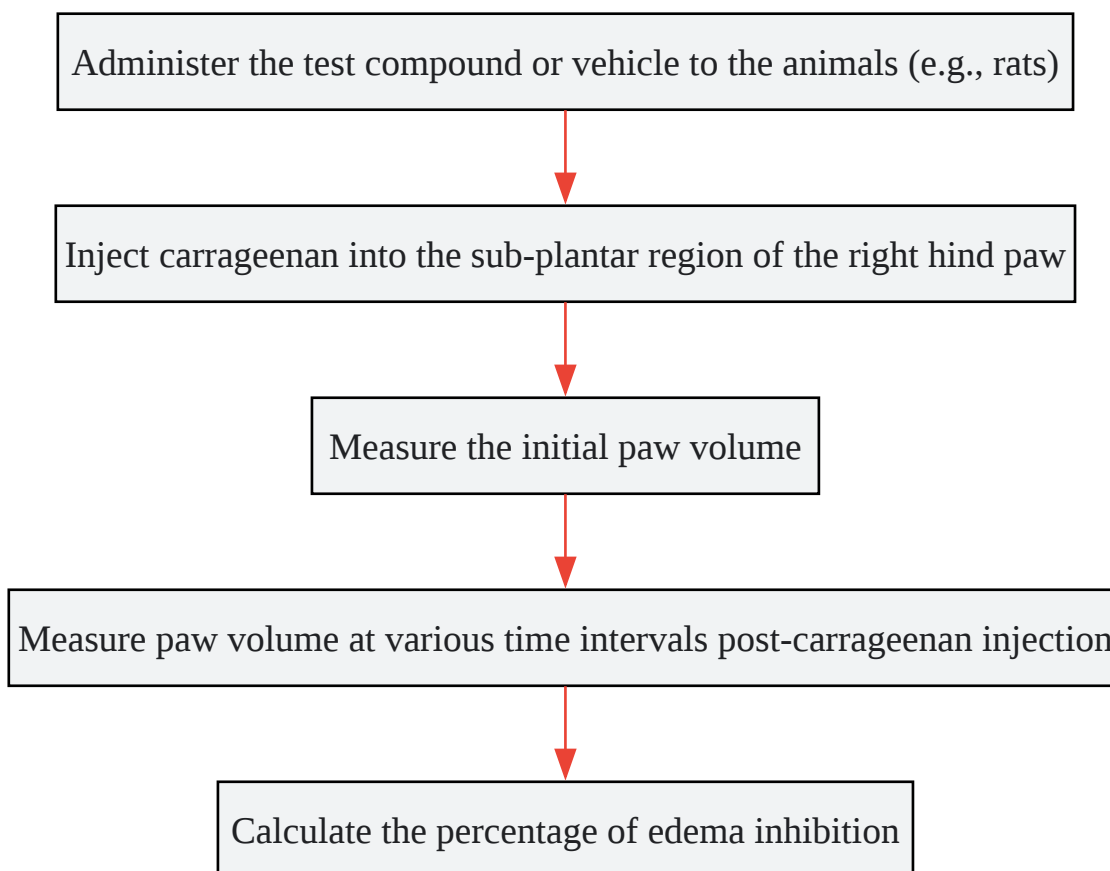 Administer the test compound or vehicle to the animals (e.g., rats)
Inject carrageenan into the sub-plantar region of the right hind paw
Measure the initial paw volume
Measure paw volume at various time intervals post-carrageenan injection
Calculate the percentage of edema inhibition